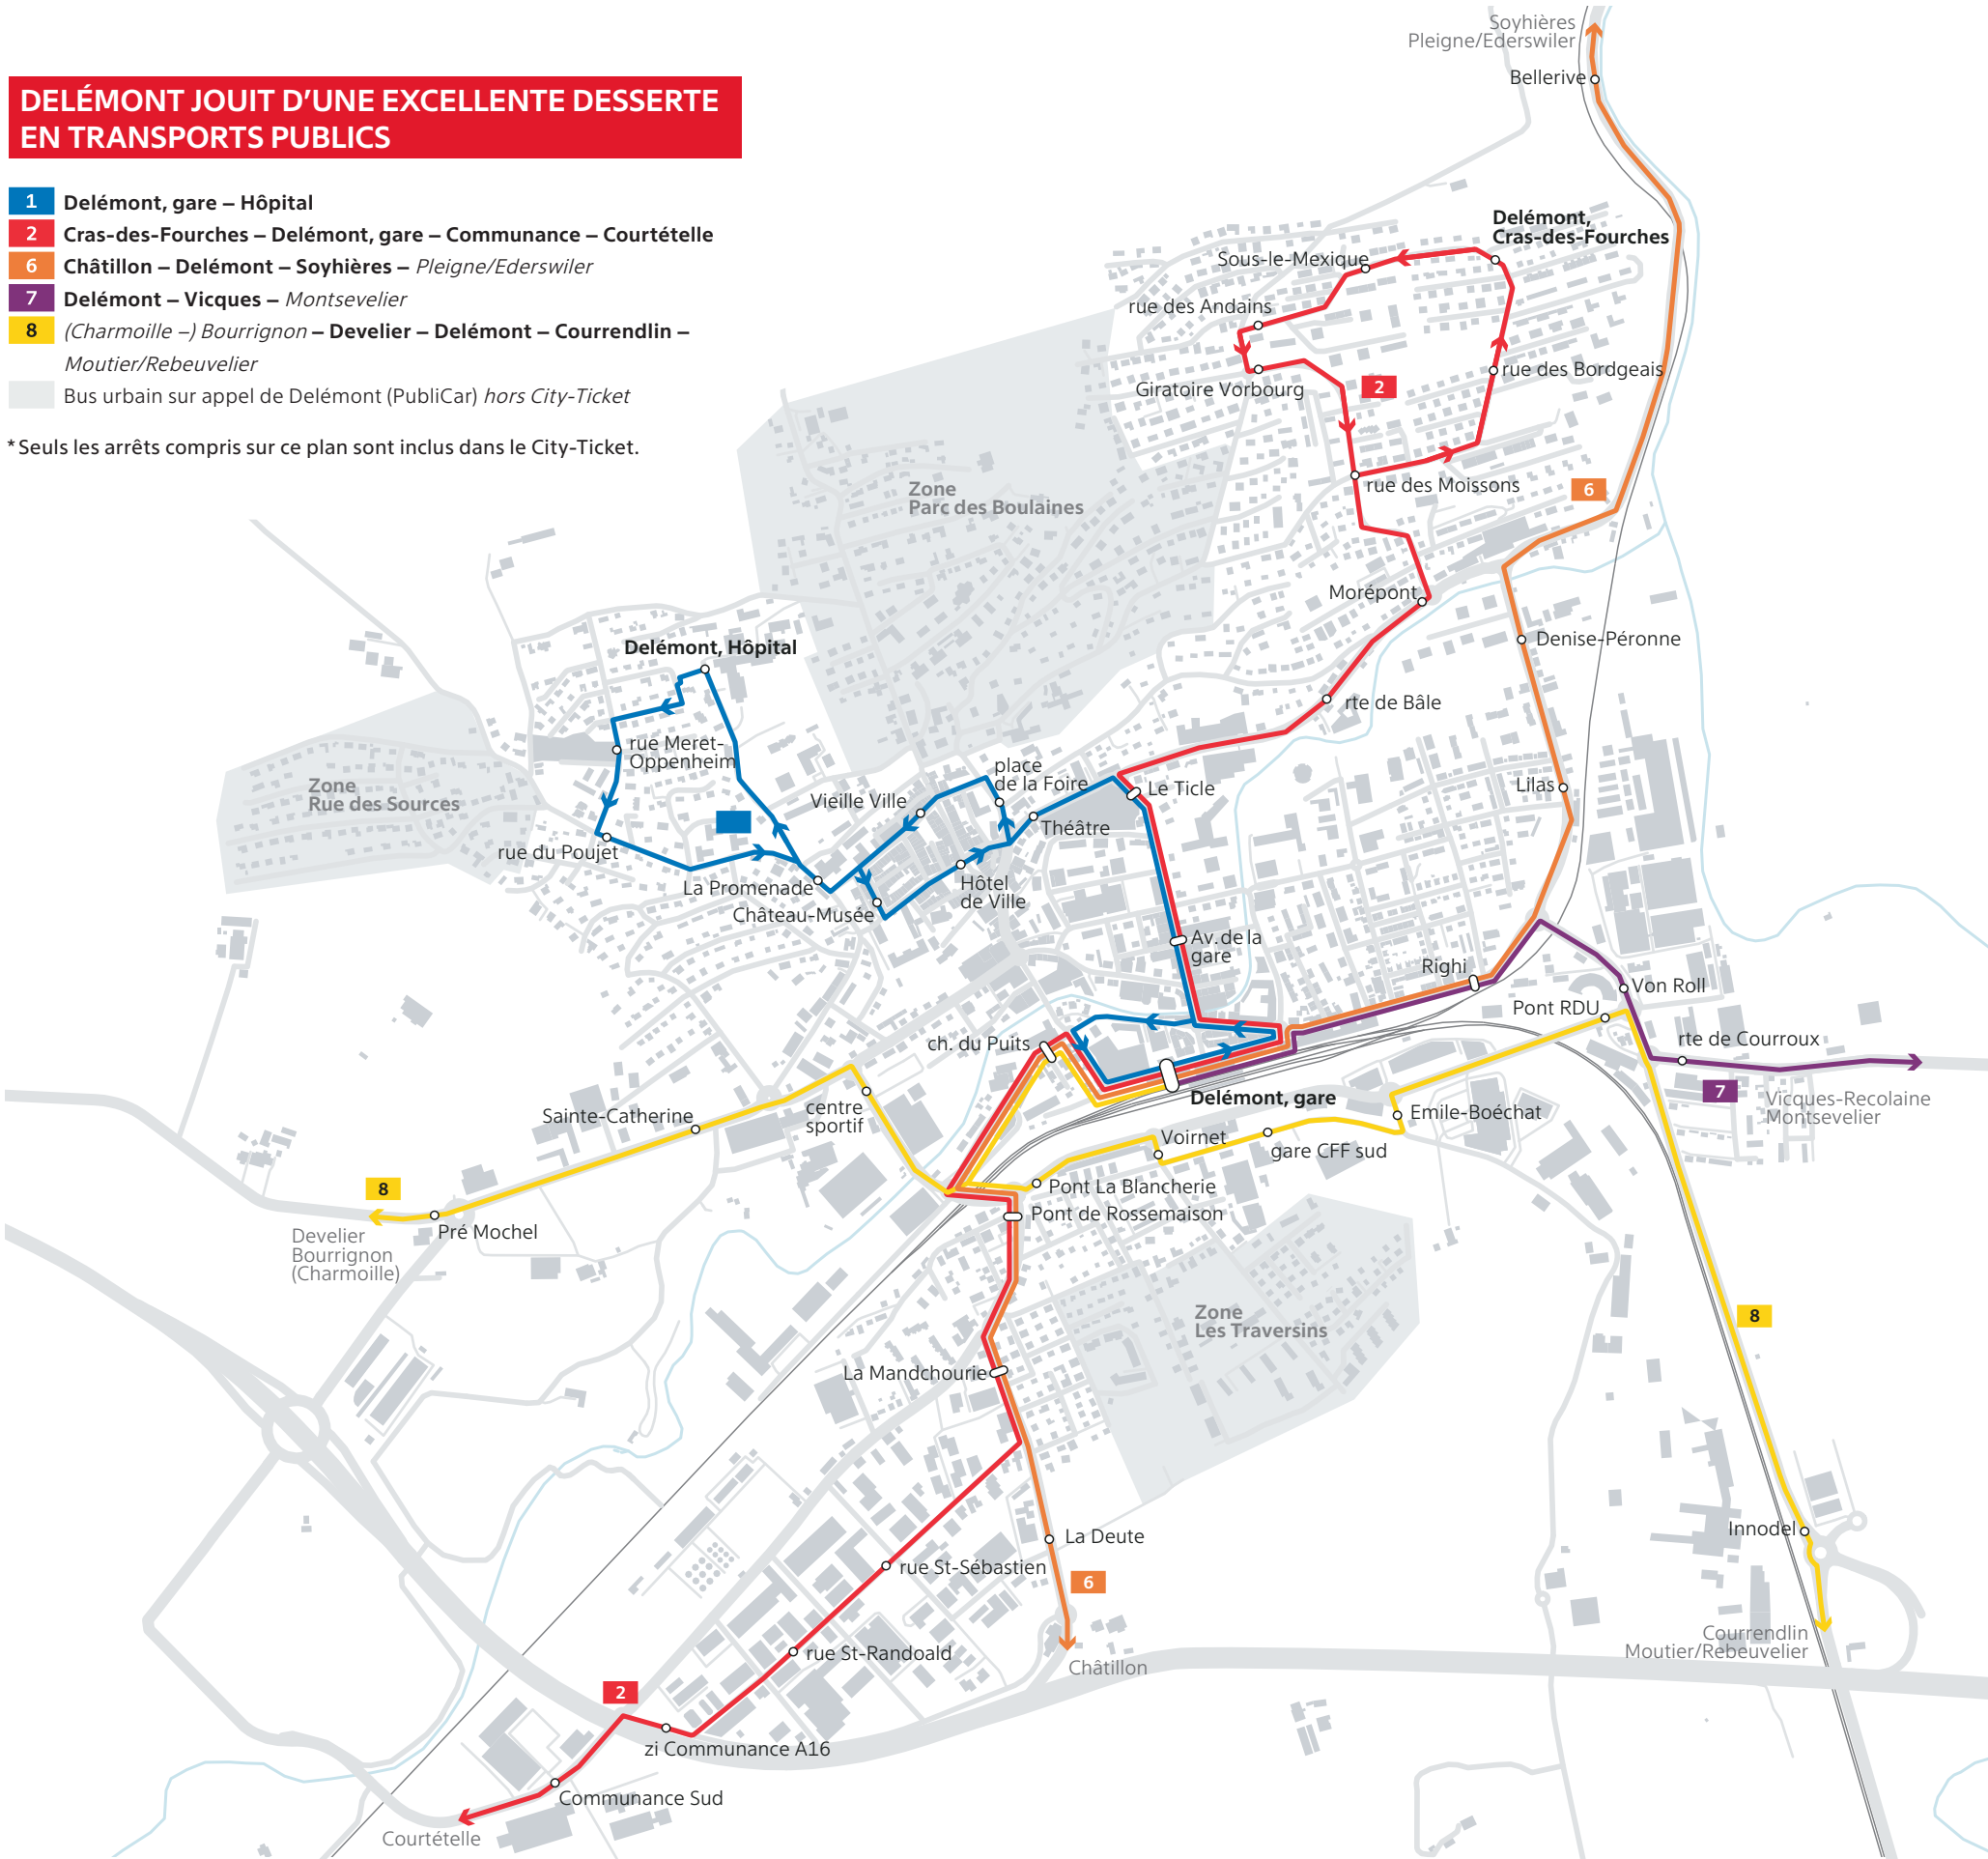 DELÉMONT JOUIT D’UNE EXCELLENTE DESSERTE
EN TRANSPORTS PUBLICS
1 Delémont, gare – Hôpital
2 Cras-des-Fourches – Delémont, gare – Communance – Courtételle
6 Châtillon – Delémont – Soyhières – Pleigne/Ederswiler
7 Delémont – Vicques – Montsevelier
8 (Charmoille –) Bourrignon – Develier – Delémont – Courrendlin –
Moutier/Rebeuvelier
Bus urbain sur appel de Delémont (PubliCar) hors City-Ticket
* Seuls les arrêts compris sur ce plan sont inclus dans le City-Ticket.
Soyhières
Pleigne/Ederswiler
Bellerive
Delémont,
Cras-des-Fourches
Sous-le-Mexique
rue des Andains
Giratoire Vorbourg
2
rue des Bordgeais
rue des Moissons
6
Zone
Parc des Boulaines
Morépont
Denise-Péronne
rte de Bâle
Delémont, Hôpital
rue Meret-
Oppenheim
Zone
Rue des Sources
rue du Poujet
Vieille Ville
place
de la Foire
Le Ticle
Lilas
Théâtre
La Promenade
Château-Musée
Hôtel
de Ville
Av. de la
gare
Righi
Von Roll
Pont RDU
rte de Courroux
7
Vicques-Recolaine
Montsevelier
ch. du Puits
Delémont, gare
centre
sportif
Sainte-Catherine
Emile-Boéchat
Voirnet
gare CFF sud
Pont La Blancherie
Pont de Rossemaison
8
Pré Mochel
Develier
Bourrignon
(Charmoille)
Zone
Les Traversins
8
La Mandchourie
Innodel
La Deute
rue St-Sébastien
6
Courrendlin
Moutier/Rebeuvelier
rue St-Randoald
Châtillon
2
zi Communance A16
Communance Sud
Courtételle